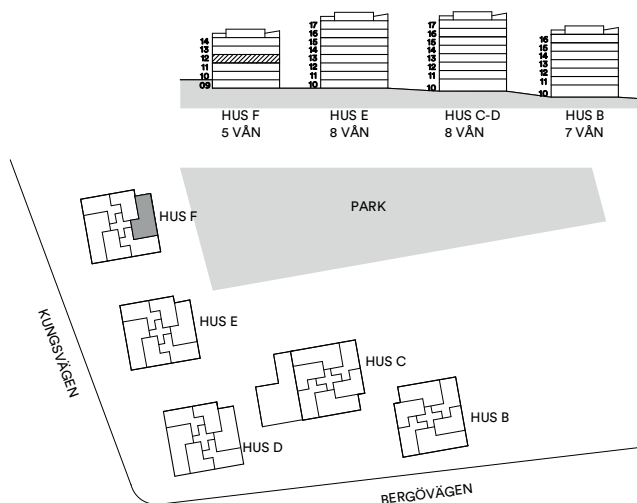 14
13
12
11
10
09
17
16
15
14
13
12
11
10
17
16
15
14
13
12
11
10
16
15
14
13
12
11
10
HUS F
5 VÅN
HUS E
8 VÅN
HUS C-D
8 VÅN
HUS B
7 VÅN
PARK
HUS F
HUS E
HUS C
HUS B
HUS D
KUNGSVÄGEN
BERGÖVÄGEN